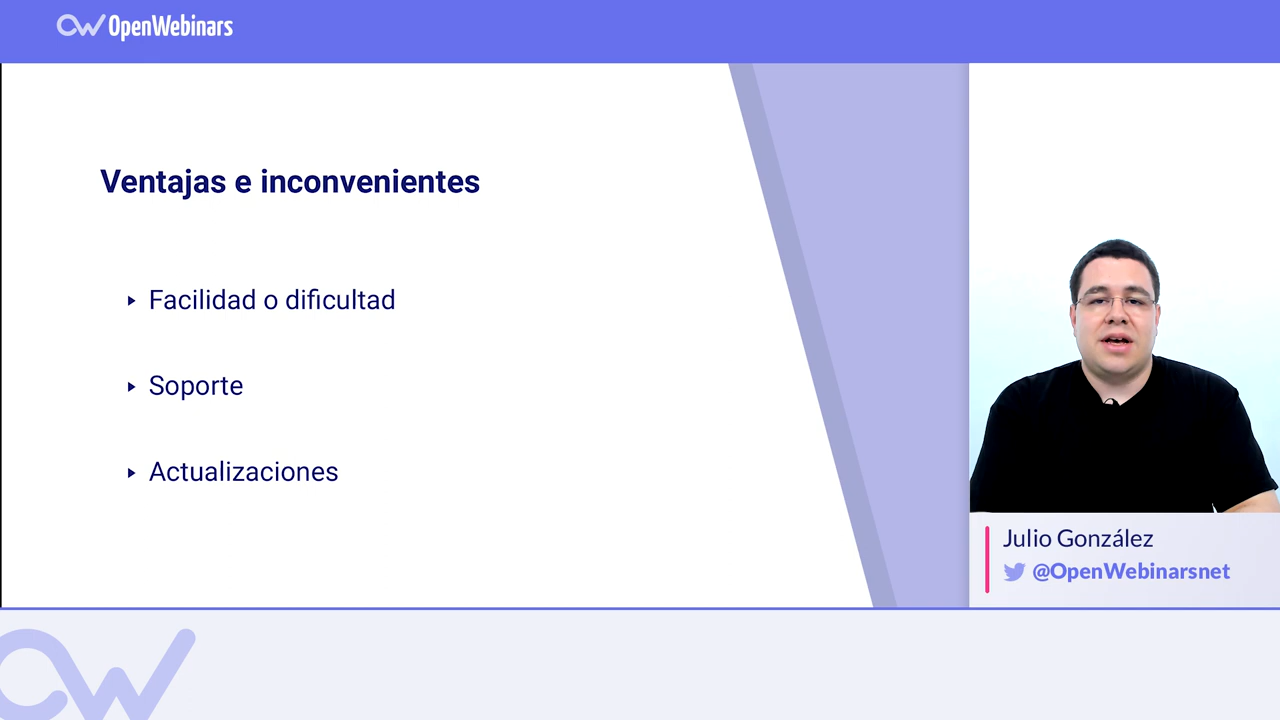 OpenWebinars
Ventajas e inconvenientes
Facilidad o dificultad
Soporte
Actualizaciones
Julio González
@OpenWebinarsnet